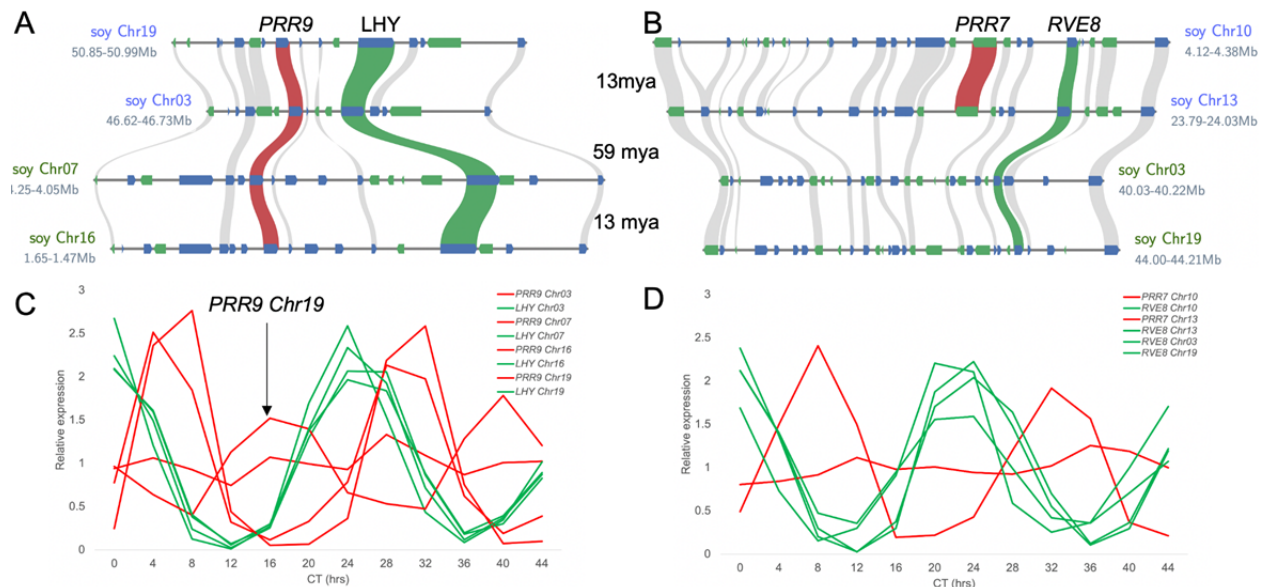 A
PRR9 LHY
soy Chr19
50.85-50.99Mb
soy Chr03
46.62-46.73Mb
soy Chr07
.25-4.05Mb
soy Chr16
1.65-1.47Mb
13mya
59 mya
13 mya
B
PRR7 RVE8
soy Chr10
4.12-4.38Mb
soy Chr13
23.79-24.03Mb
soy Chr03
40.03-40.22Mb
soy Chr19
44.00-44.21Mb
C
PRR9 Chr19
PRR9 Chr03
LHY Chr03
PRR9 Chr07
LHY Chr07
PRR9 Chr16
LHY Chr16
PRR9 Chr19
LHY Chr19
Relative expression
3
2.5
2
1.5
1
0.5
0
0 4 8 12 16 20 24 28 32 36 40 44
CT (hrs)
D
PRR7 Chr10
RVE8 Chr10
PRR7 Chr13
RVE8 Chr13
RVE8 Chr03
RVE8 Chr19
Relative expression
3
2.5
2
1.5
1
0.5
0
0 4 8 12 16 20 24 28 32 36 40 44
CT (hrs)